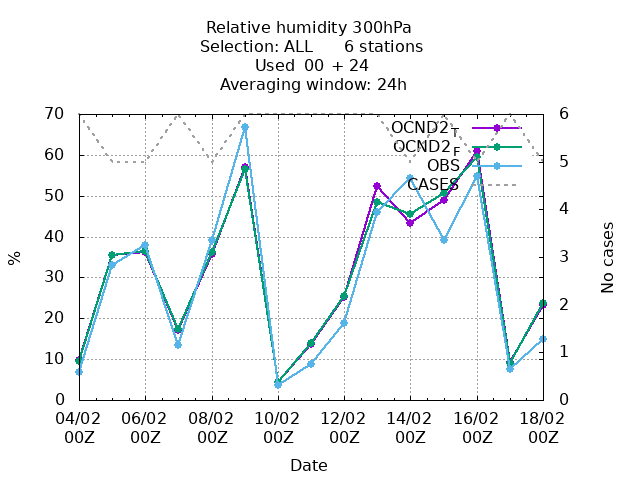 Relative humidity 300hPa
Selection: ALL 6 stations
Used 00 + 24
Averaging window: 24h
70 6
OCND2T
60 OCND2F 5
OBS
50 CASES
4
40
% 3 No cases
30
2
20
10 1
0 0
04/02 06/02 08/02 10/02 12/02 14/02 16/02 18/02
00Z 00Z 00Z 00Z 00Z 00Z 00Z 00Z
Date